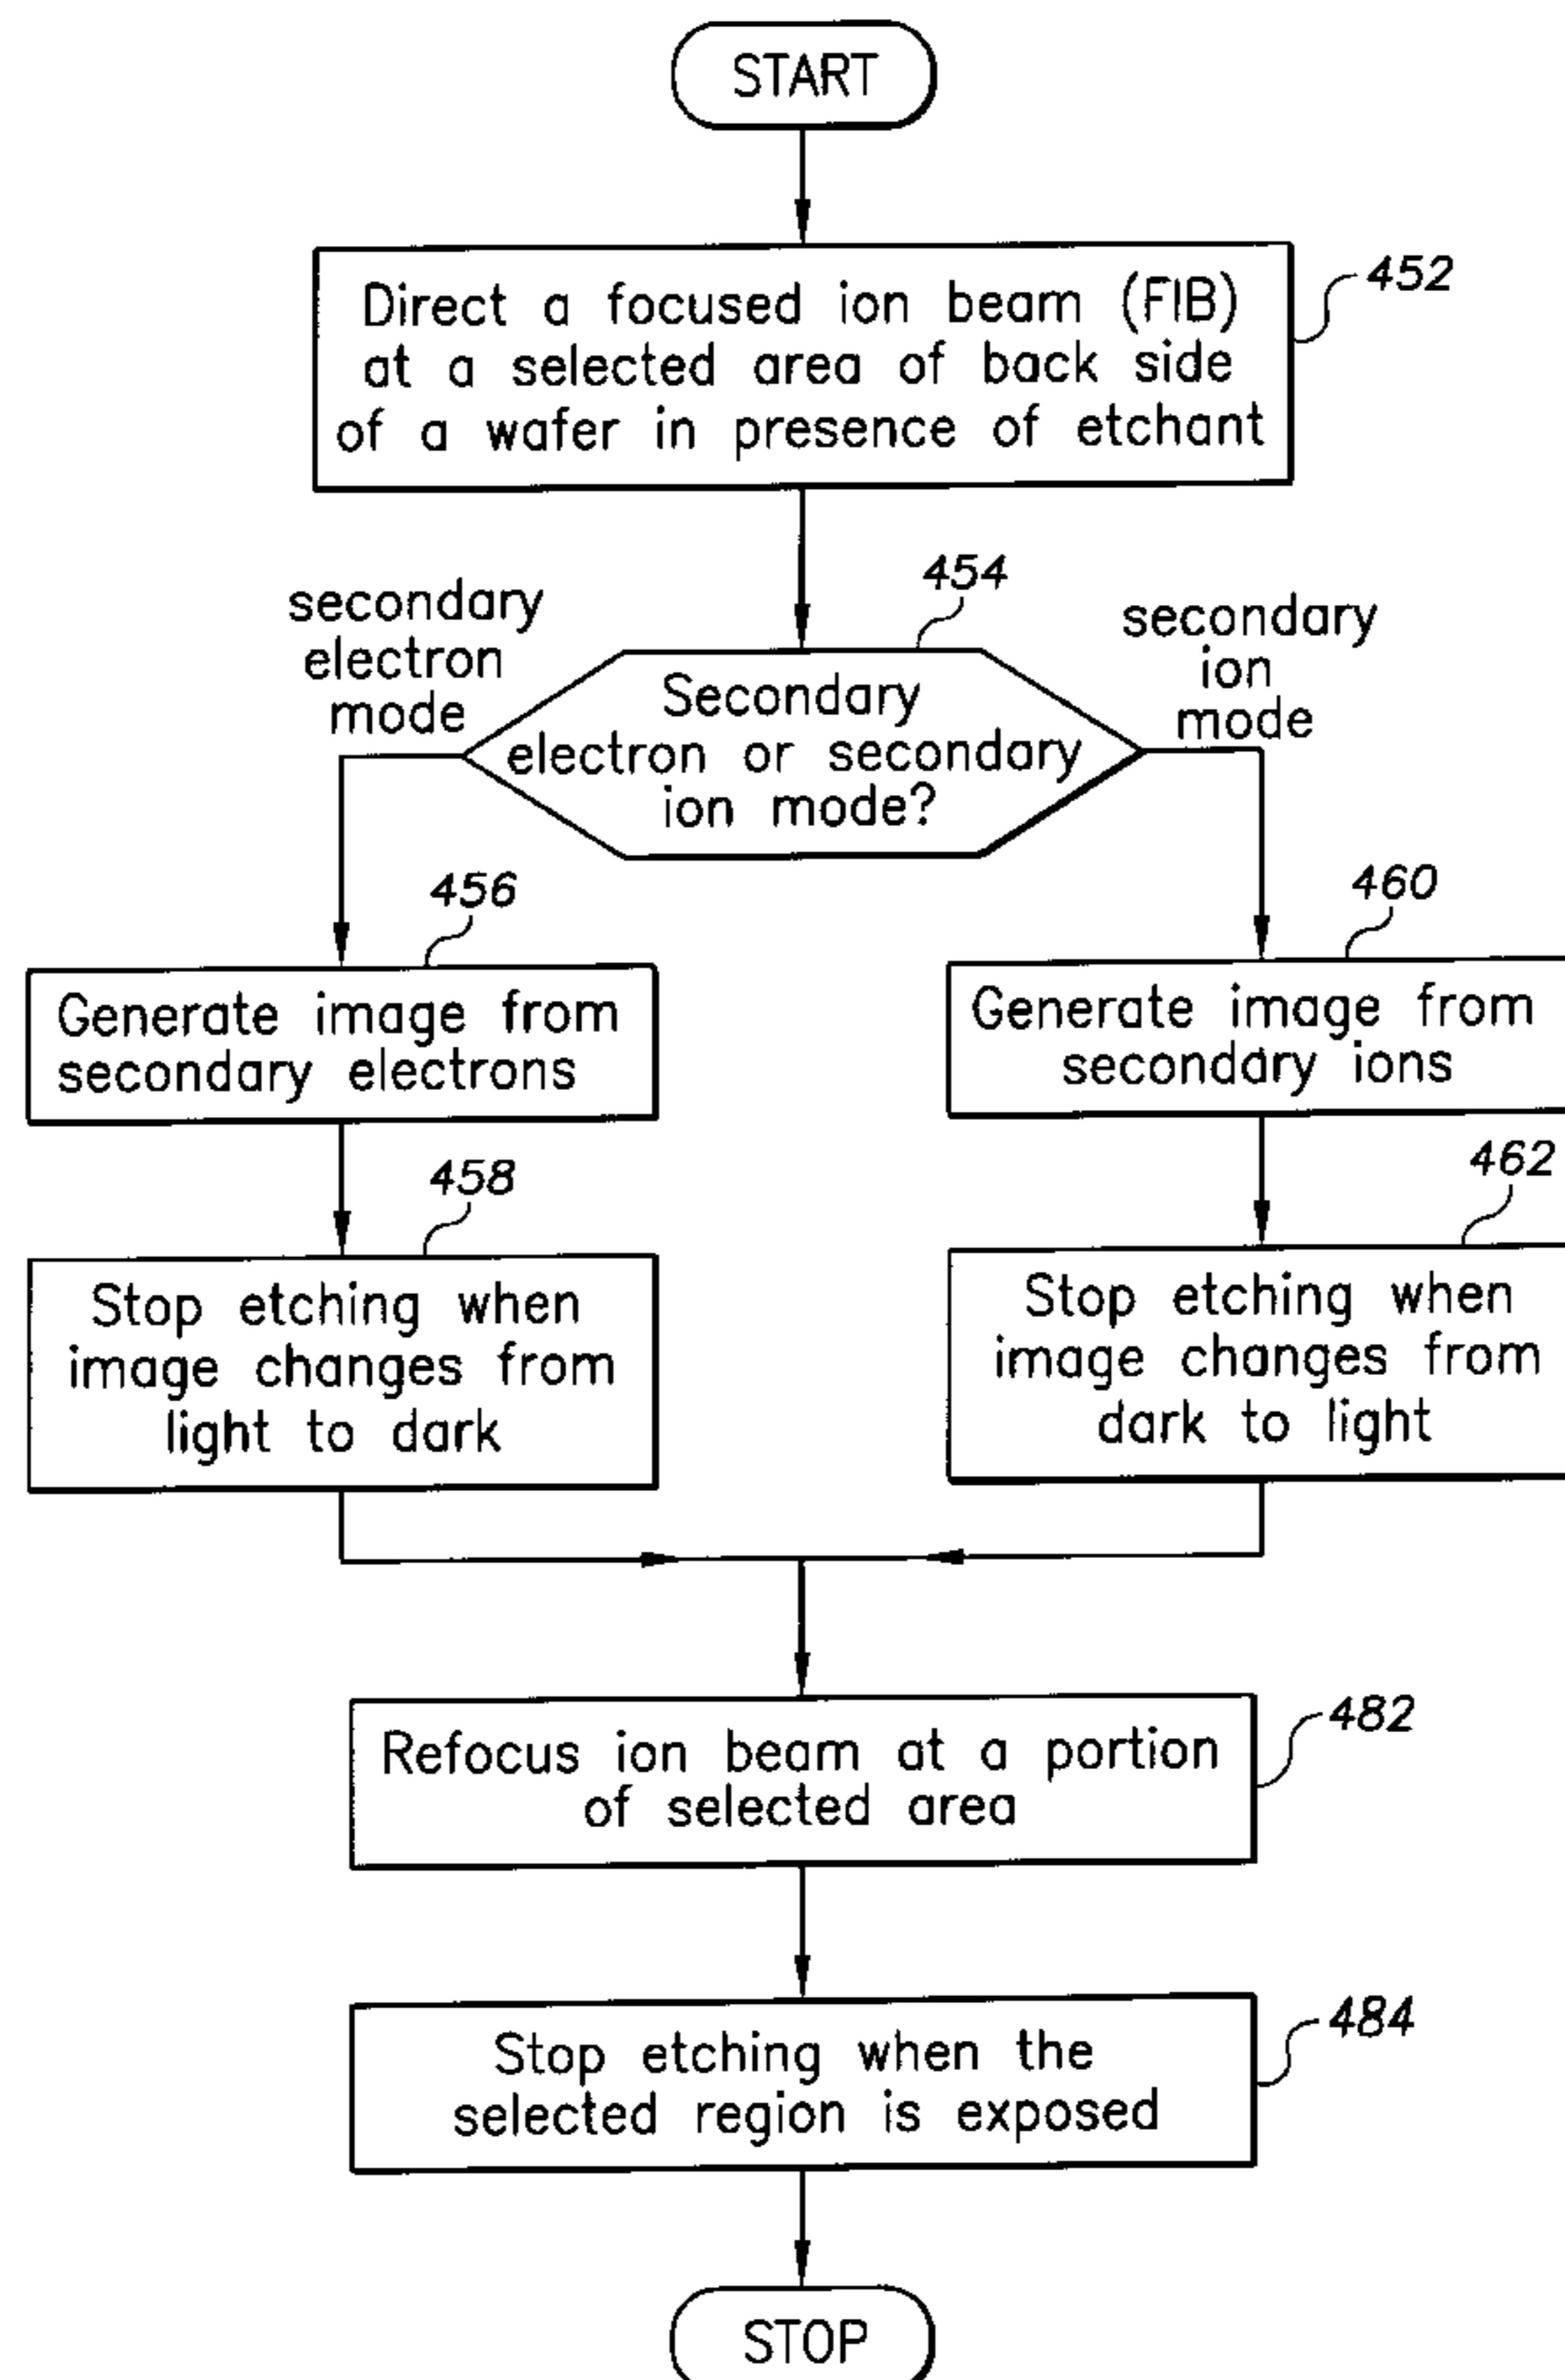 START
Direct a focused ion beam (FIB)
at a selected area of back side
of a wafer in presence of etchant
452
454
secondary
electron
mode
Secondary
electron or secondary
ion mode?
secondary
ion
mode
456
Generate image from
secondary electrons
460
Generate image from
secondary ions
458
Stop etching when
image changes from
light to dark
462
Stop etching when
image changes from
dark to light
Refocus ion beam at a portion
of selected area
482
Stop etching when the
selected region is exposed
484
STOP